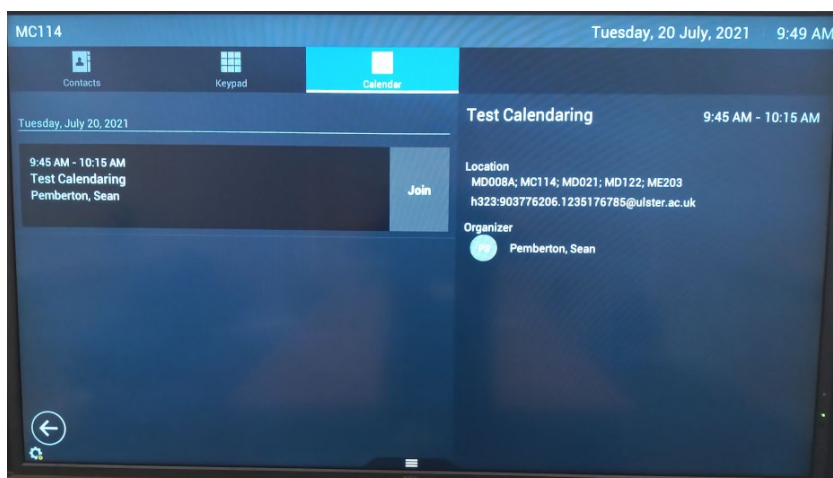 MC114
Tuesday, 20 July, 2021 9:49 AM
Contacts
Keypad
Calendar
Tuesday, July 20, 2021
9:45 AM - 10:15 AM
Test Calendaring
Pemberton, Sean
Join
Test Calendaring 9:45 AM - 10:15 AM
Location
MD008A; MC114; MD021; MD122; ME203
h323:903776206.1235176785@ulster.ac.uk
Organizer
Pemberton, Sean